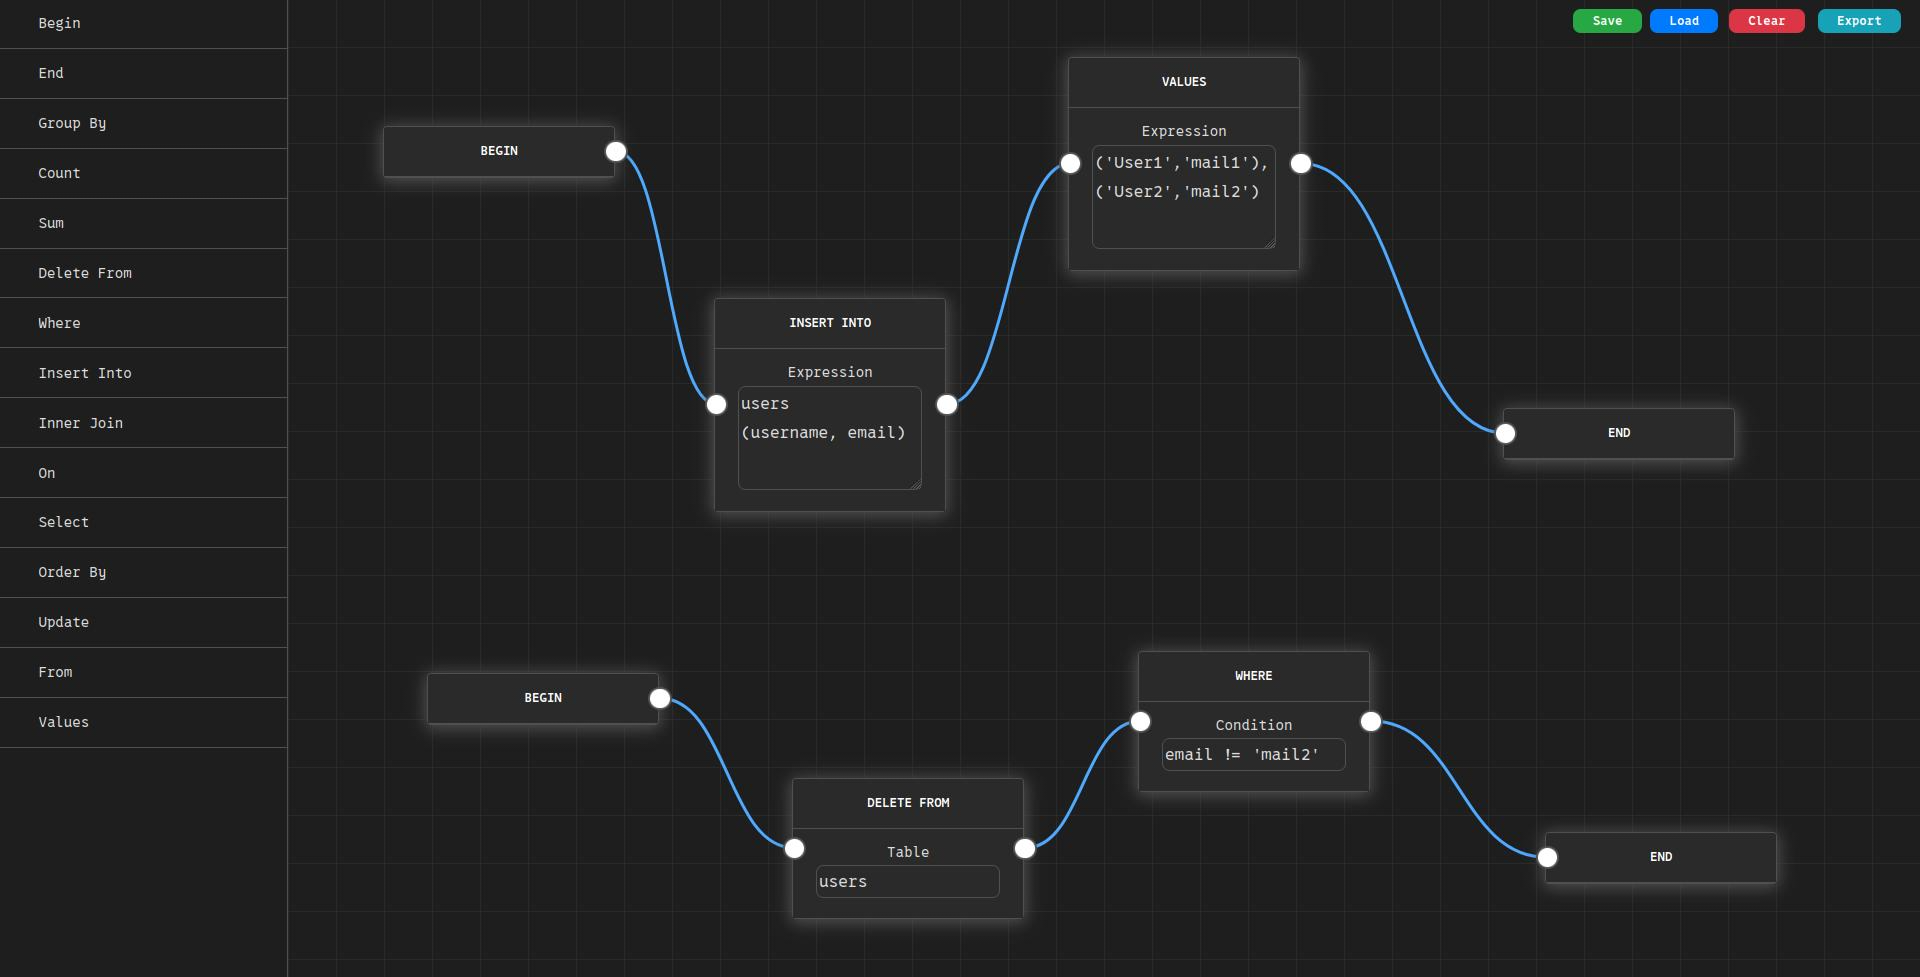 Begin
End
Group By
Count
Sum
Delete From
Where
Insert Into
Inner Join
On
Select
Order By
Update
From
Values
Save Load Clear Export
BEGIN
INSERT INTO
Expression
users
(username, email)
VALUES
Expression
('User1','mail1'),
('User2','mail2')
END
BEGIN
DELETE FROM
Table
users
WHERE
Condition
email != 'mail2'
END